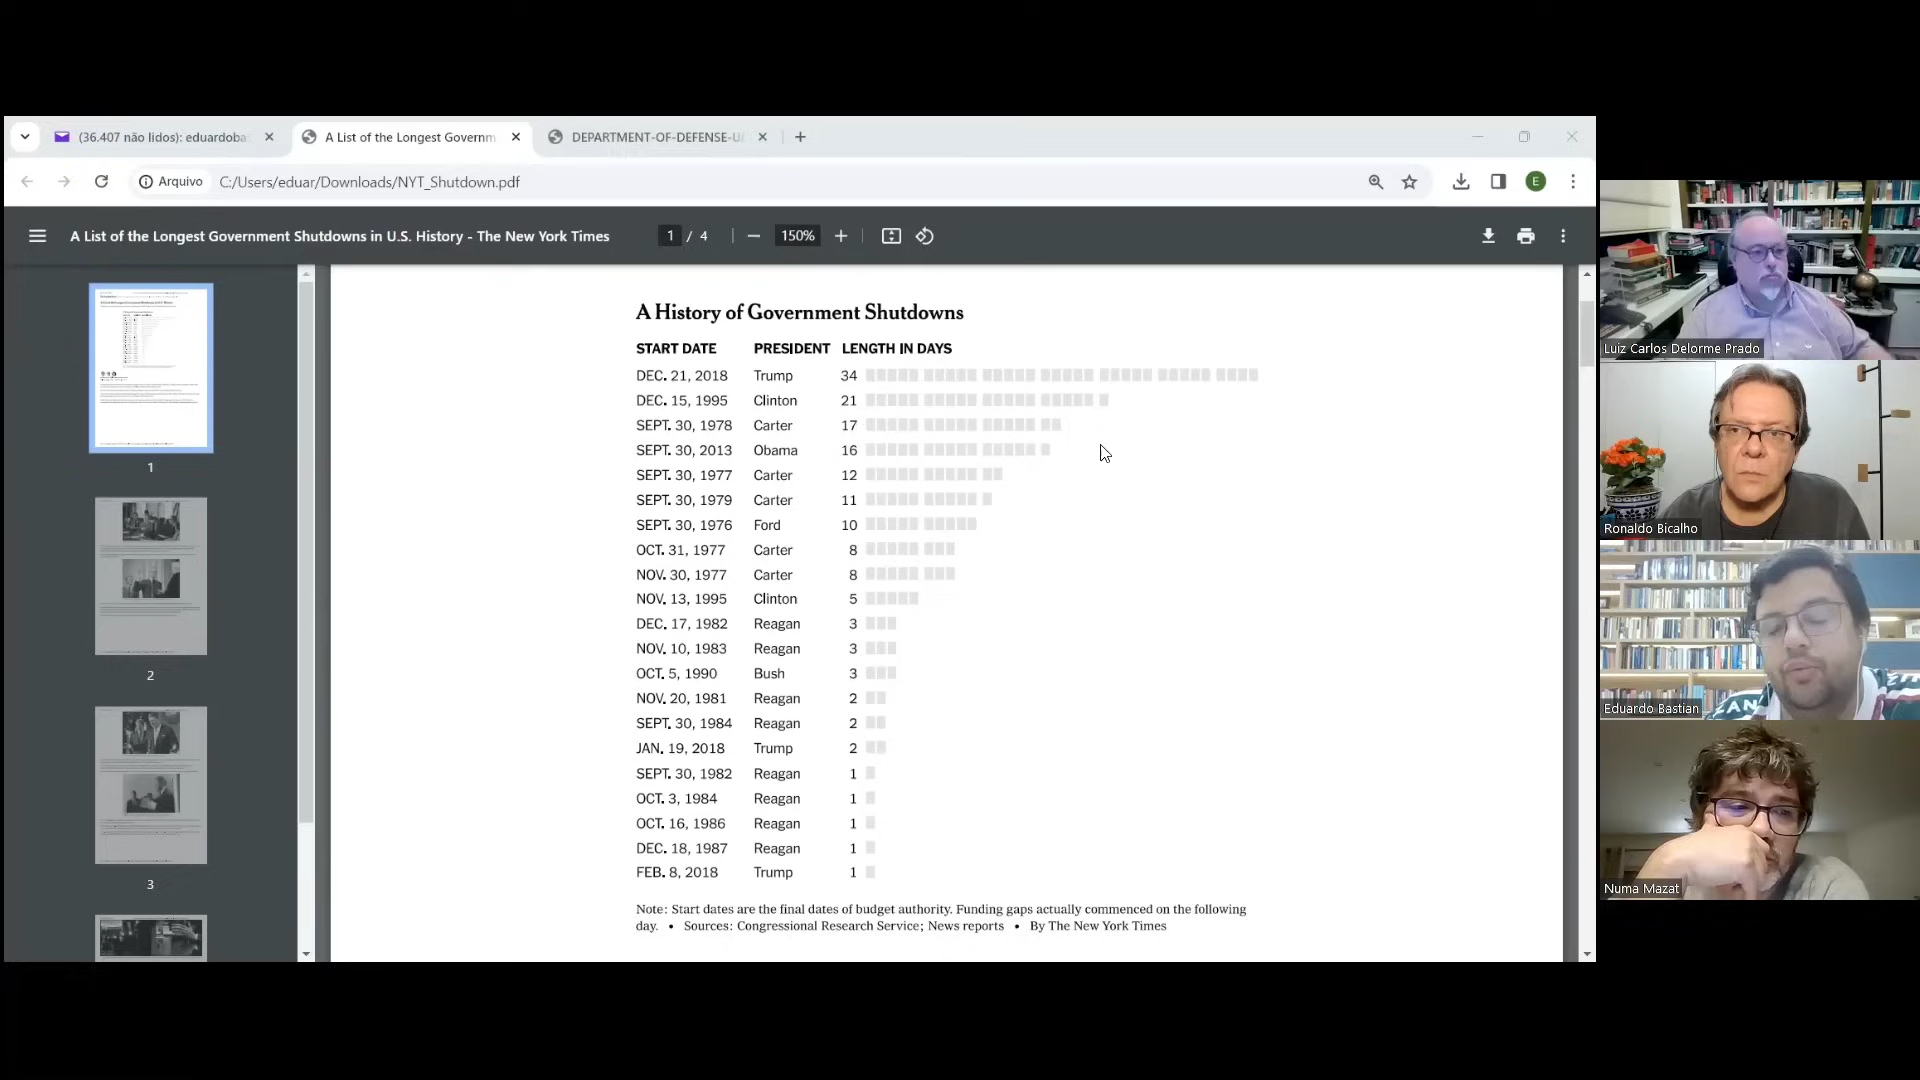 (36.407 não lidos): eduardoba
A List of the Longest Governm
DEPARTMENT-OF-DEFENSE-U
Arquivo
C:/Users/eduar/Downloads/NYT_Shutdown.pdf
E
A List of the Longest Government Shutdowns in U.S. History - The New York Times
1 / 4
150%
1
2
3
A History of Government Shutdowns
START DATE PRESIDENT LENGTH IN DAYS
DEC. 21, 2018 Trump 34
DEC. 15, 1995 Clinton 21
SEPT. 30, 1978 Carter 17
SEPT. 30, 2013 Obama 16
SEPT. 30, 1977 Carter 12
SEPT. 30, 1979 Carter 11
SEPT. 30, 1976 Ford 10
OCT. 31, 1977 Carter 8
NOV. 30, 1977 Carter 8
NOV. 13, 1995 Clinton 5
DEC. 17, 1982 Reagan 3
NOV. 10, 1983 Reagan 3
OCT. 5, 1990 Bush 3
NOV. 20, 1981 Reagan 2
SEPT. 30, 1984 Reagan 2
JAN. 19, 2018 Trump 2
SEPT. 30, 1982 Reagan 1
OCT. 3, 1984 Reagan 1
OCT. 16, 1986 Reagan 1
DEC. 18, 1987 Reagan 1
FEB. 8, 2018 Trump 1
Note: Start dates are the final dates of budget authority. Funding gaps actually commenced on the following
day. • Sources: Congressional Research Service; News reports • By The New York Times
Luiz Carlos Delorme Prado
Ronaldo Bicalho
Eduardo Bastian
Numa Mazat